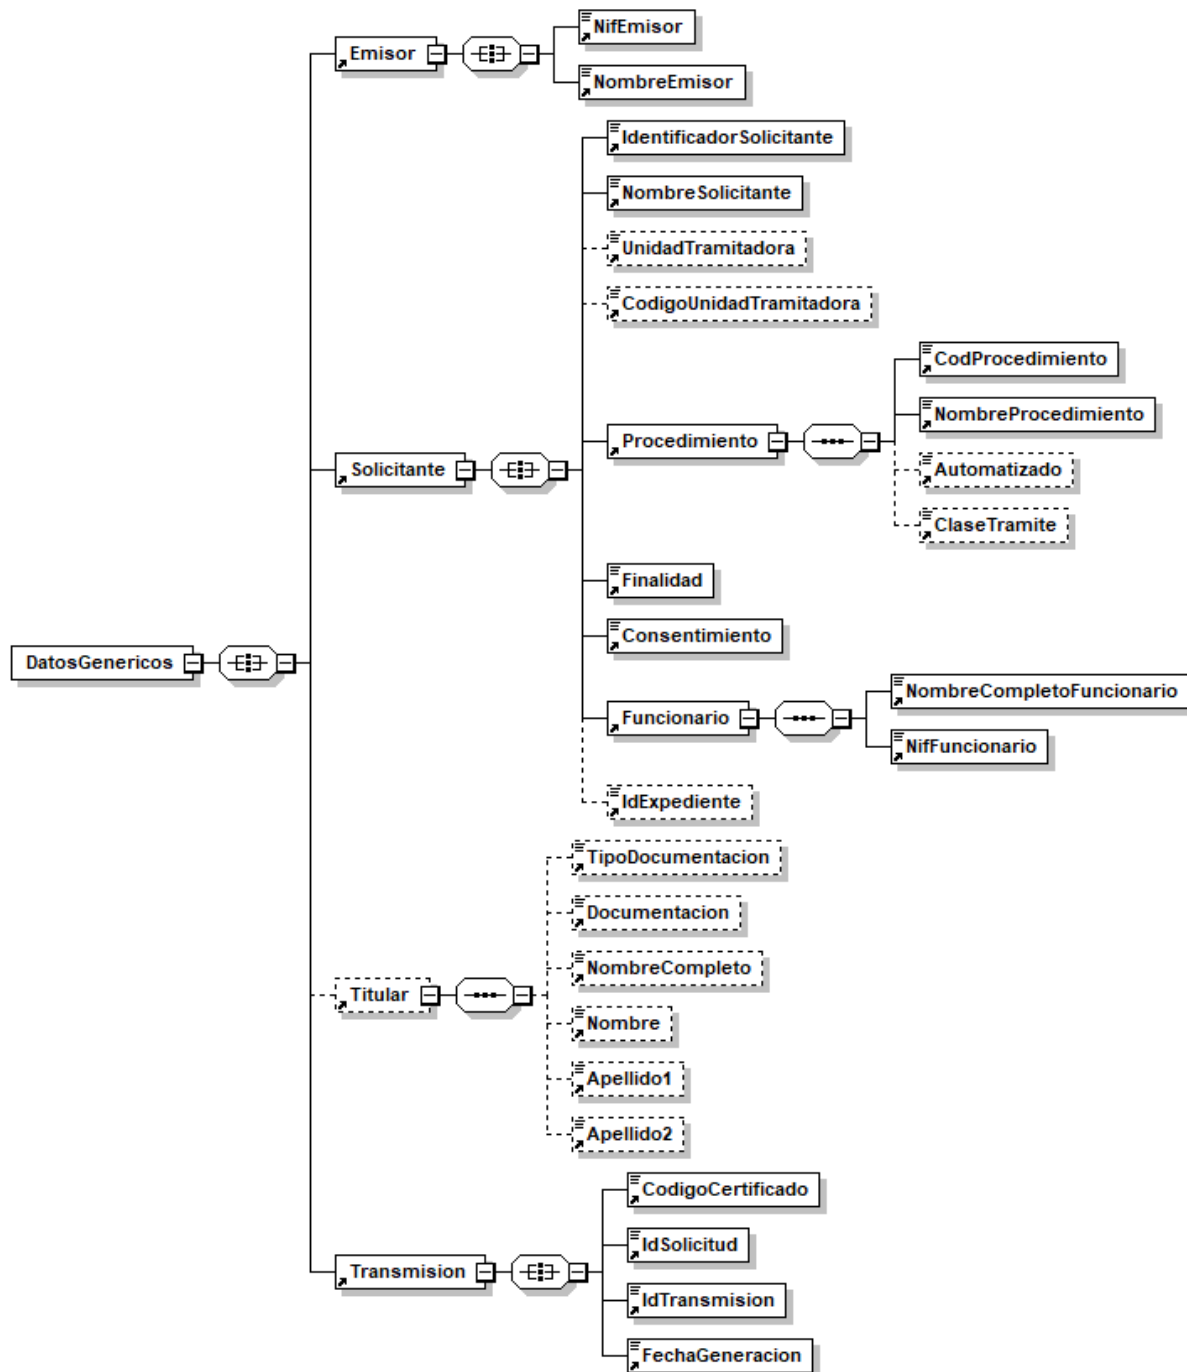 NifEmisor
Emisor
NombreEmisor
IdentificadorSolicitante
NombreSolicitante
UnidadTramitadora
CodigoUnidadTramitadora
CodProcedimiento
NombreProcedimiento
Procedimiento
Automatizado
Solicitante
ClaseTramite
Finalidad
Consentimiento
DatosGenericos
NombreCompletoFuncionario
Funcionario
NifFuncionario
IdExpediente
TipoDocumentacion
Documentacion
NombreCompleto
Titular
Nombre
Apellido1
Apellido2
CodigoCertificado
IdSolicitud
Transmision
IdTransmision
FechaGeneracion